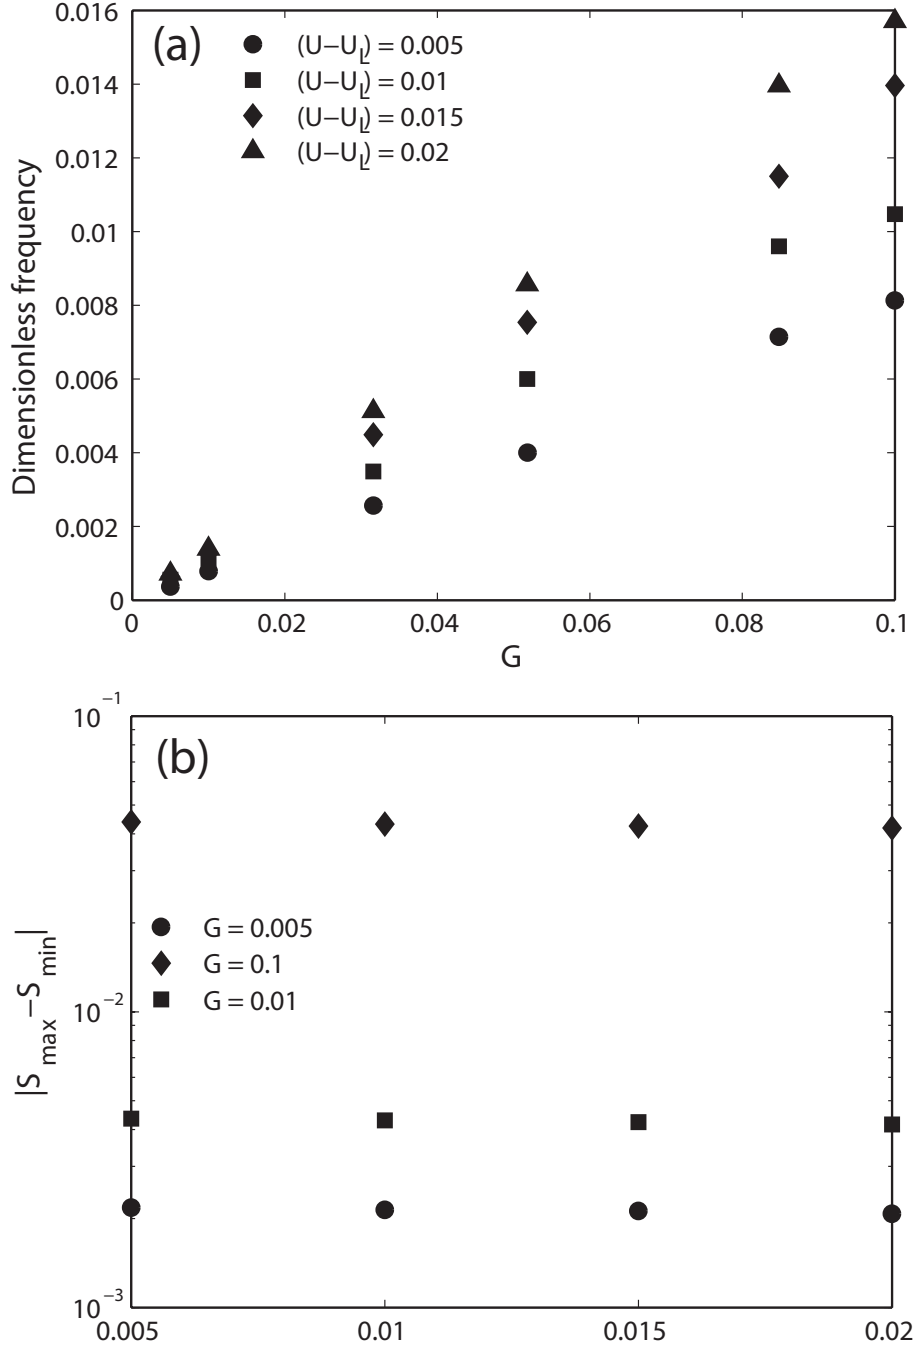 0.016
(a)
(U−U_L) = 0.005
(U−U_L) = 0.01
(U−U_L) = 0.015
(U−U_L) = 0.02
0.014
0.012
0.01
0.008
0.006
0.004
0.002
0
Dimensionless frequency
0 0.02 0.04 0.06 0.08 0.1
G
10^−1
(b)
G = 0.005
G = 0.1
G = 0.01
10^−2
10^−3
|S_max−S_min|
0.005 0.01 0.015 0.02